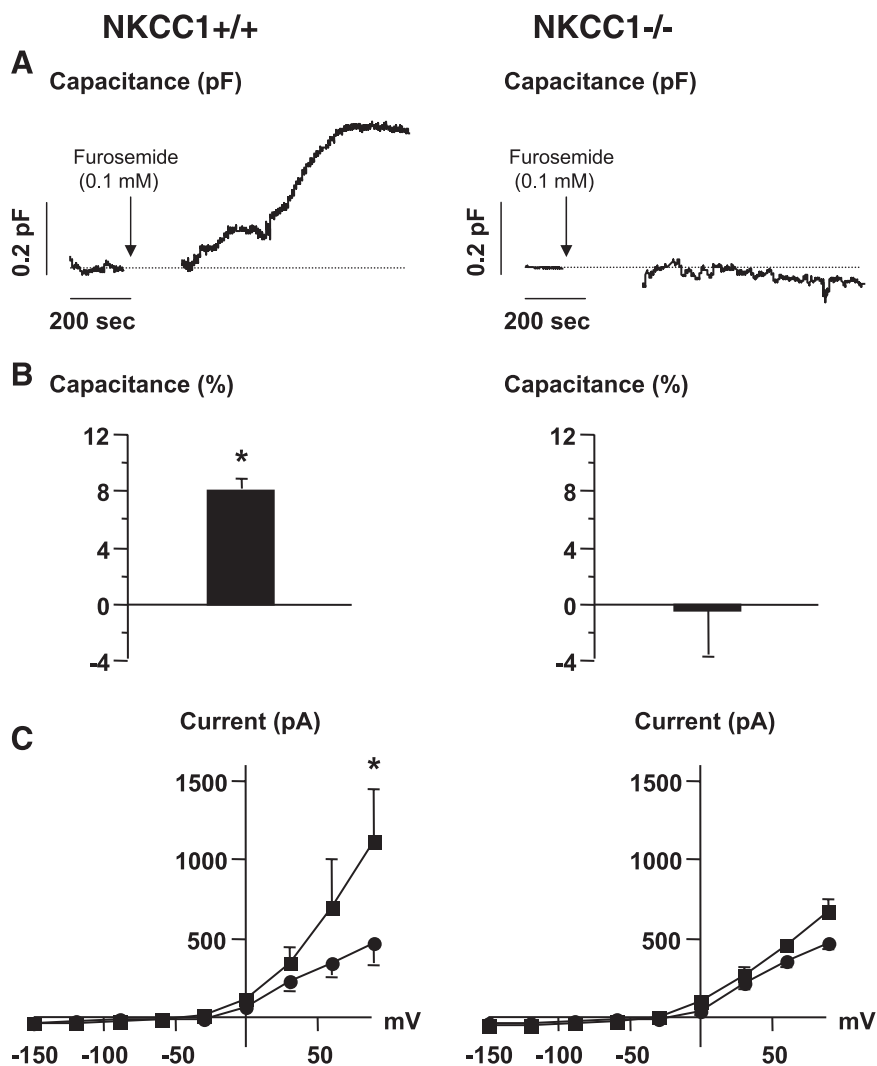 NKCC1+/+ NKCC1-/-
A
Capacitance (pF) Capacitance (pF)
Furosemide Furosemide
(0.1 mM) (0.1 mM)
0.2 pF 0.2 pF
200 sec 200 sec
B
Capacitance (%) Capacitance (%)
12 12
* 
8 8
4 4
0 0
-4 -4
C
Current (pA) Current (pA)
*
1500 1500
1000 1000
500 500
mV mV
-150 -100 -50 50 -150 -100 -50 50